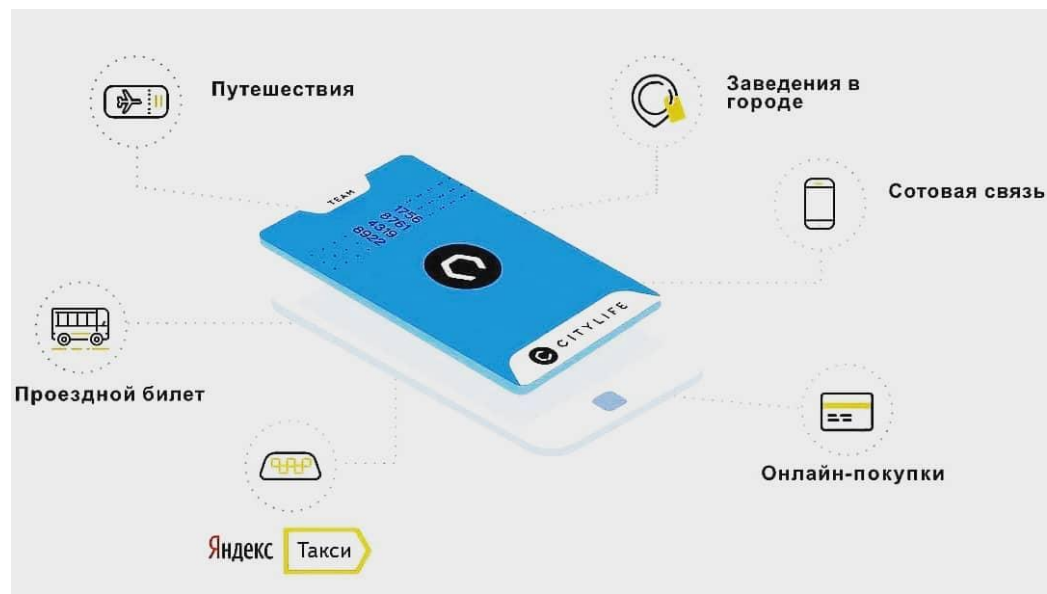 Путешествия
Заведения в
городе
TEAM
1756
8761
4319
8922
Сотовая связь
CITYLIFE
Проездной билет
Онлайн-покупки
Яндекс Такси